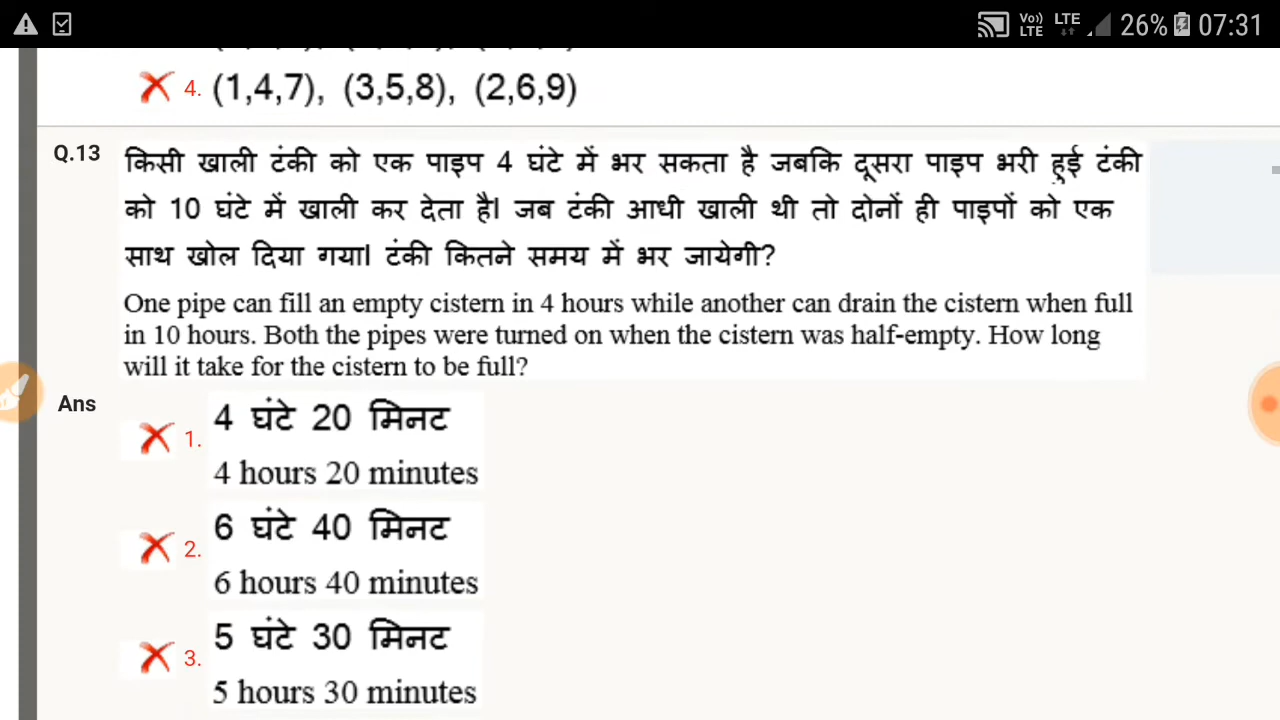 Vo)) LTE LTE 26% 07:31
4. (1,4,7), (3,5,8), (2,6,9)
Q.13 किसी खाली टंकी को एक पाइप 4 घंटे में भर सकता है जबकि दूसरा पाइप भरी हुई टंकी
को 10 घंटे में खाली कर देता है। जब टंकी आधी खाली थी तो दोनों ही पाइपों को एक
साथ खोल दिया गया। टंकी कितने समय में भर जायेगी?
One pipe can fill an empty cistern in 4 hours while another can drain the cistern when full
in 10 hours. Both the pipes were turned on when the cistern was half-empty. How long
will it take for the cistern to be full?
Ans
1. 4 घंटे 20 मिनट
4 hours 20 minutes
2. 6 घंटे 40 मिनट
6 hours 40 minutes
3. 5 घंटे 30 मिनट
5 hours 30 minutes